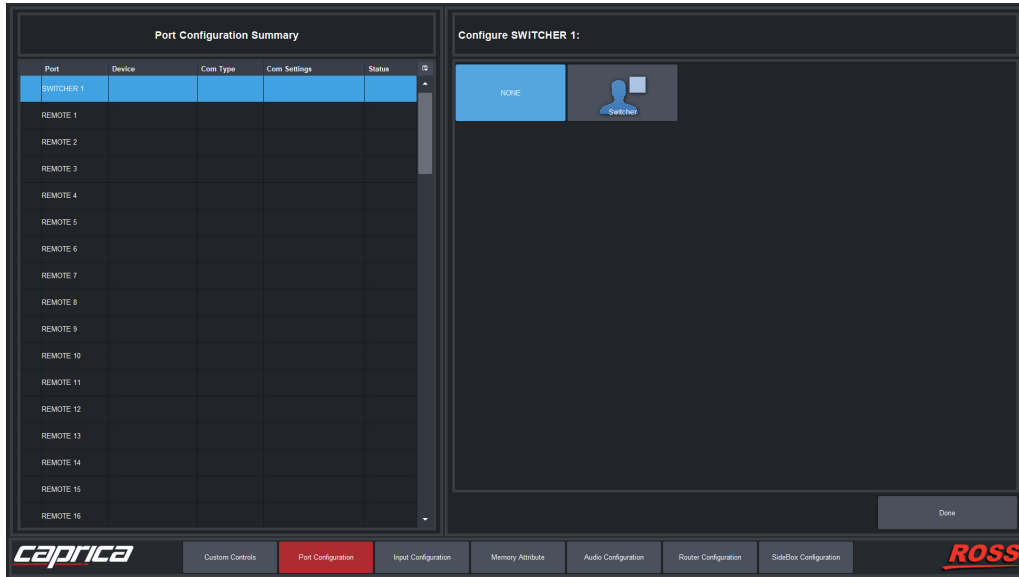 Port Configuration Summary
Configure SWITCHER 1:
Port Device Com Type Com Settings Status
SWITCHER 1
REMOTE 1
REMOTE 2
REMOTE 3
REMOTE 4
REMOTE 5
REMOTE 6
REMOTE 7
REMOTE 8
REMOTE 9
REMOTE 10
REMOTE 11
REMOTE 12
REMOTE 13
REMOTE 14
REMOTE 15
REMOTE 16
NONE
Switcher
Done
caprica
Custom Controls
Port Configuration
Input Configuration
Memory Attribute
Audio Configuration
Router Configuration
SideBox Configuration
ROSS